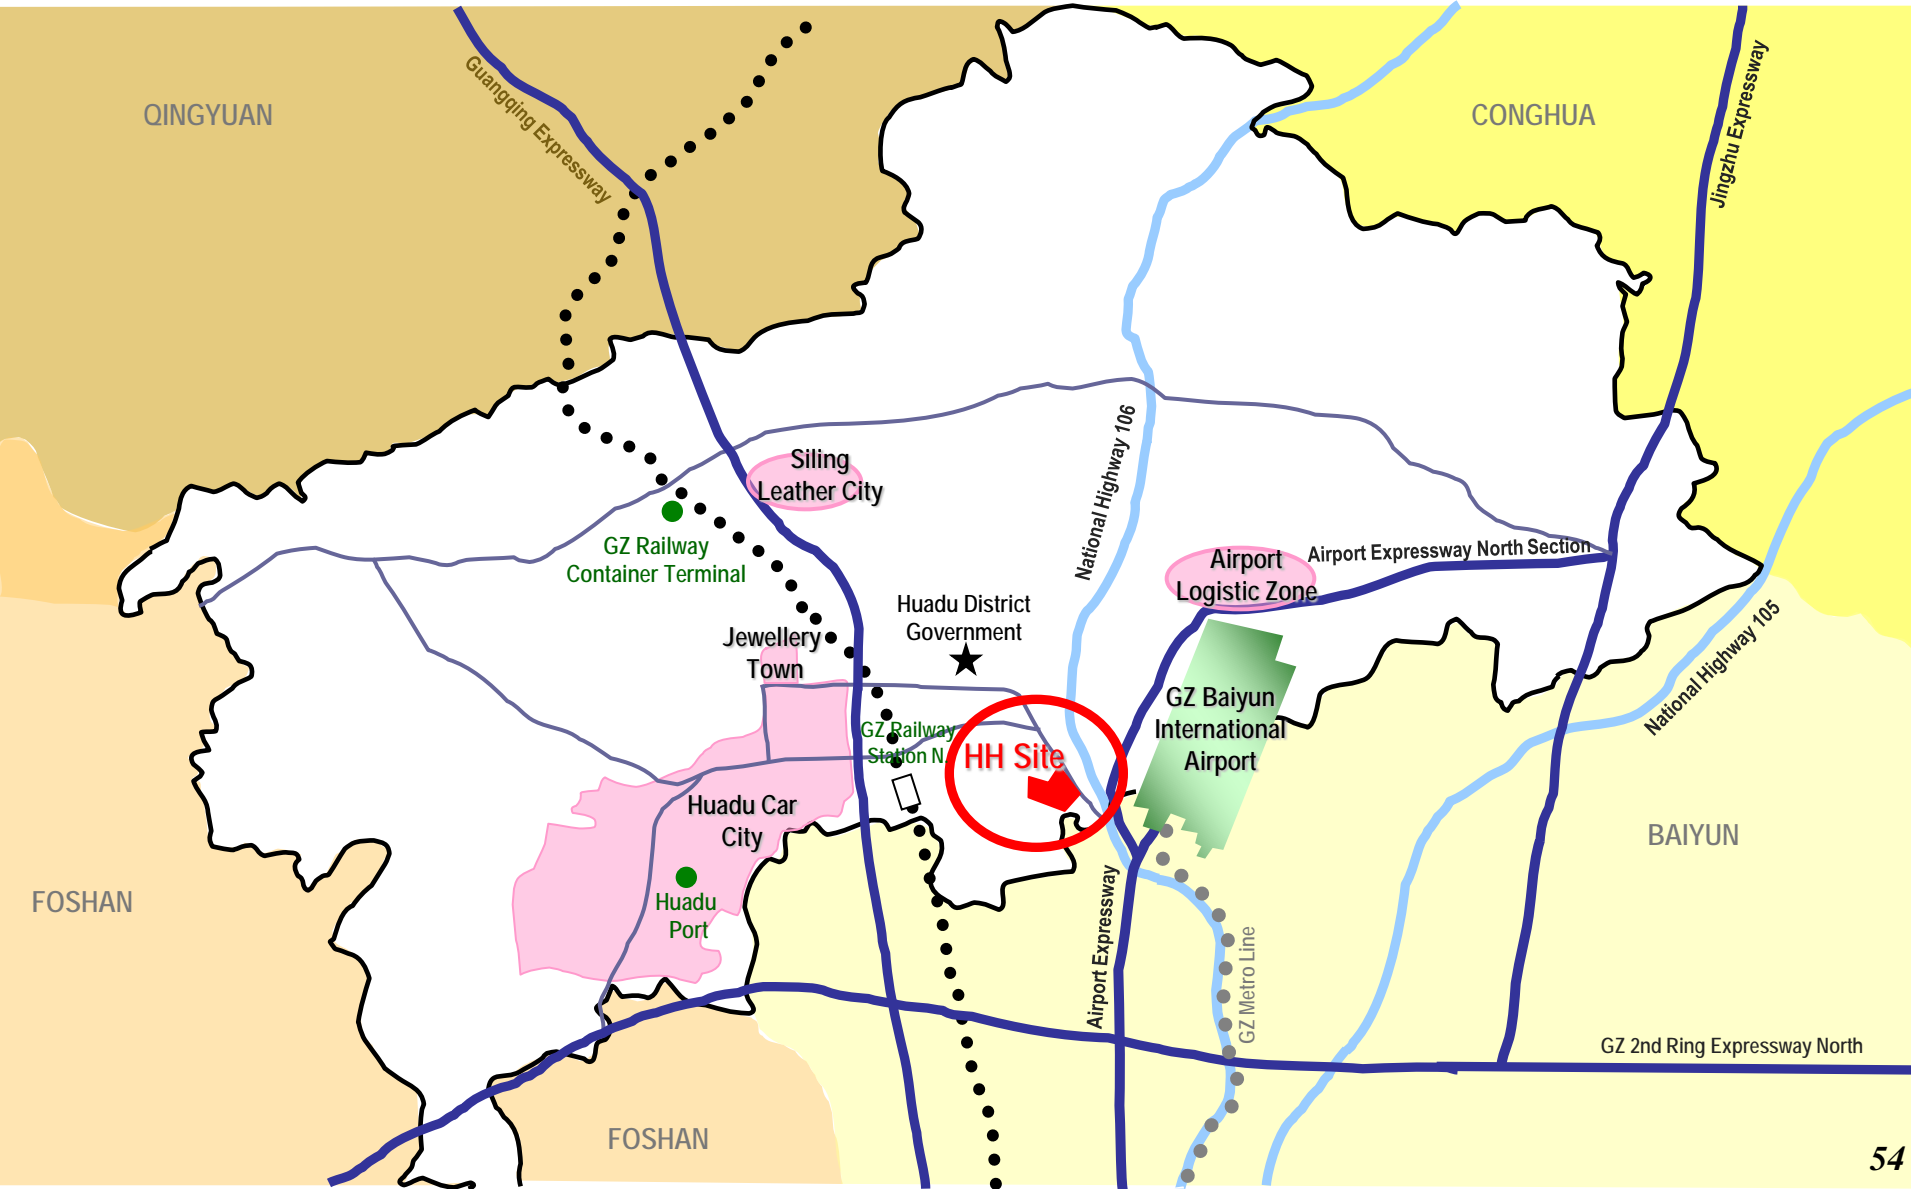 QINGYUAN
Guangqing Expressway
CONGHUA
Jingzhu Expressway
Siling
Leather City
National Highway 106
GZ Railway
Container Terminal
Airport
Logistic Zone
Airport Expressway North Section
Huadu District
Government
Jewellery
Town
National Highway 105
GZ Baiyun
International
Airport
GZ Railway
Station N.
HH Site
Huadu Car
City
BAIYUN
FOSHAN
Huadu
Port
Airport Expressway
GZ Metro Line
GZ 2nd Ring Expressway North
FOSHAN
54